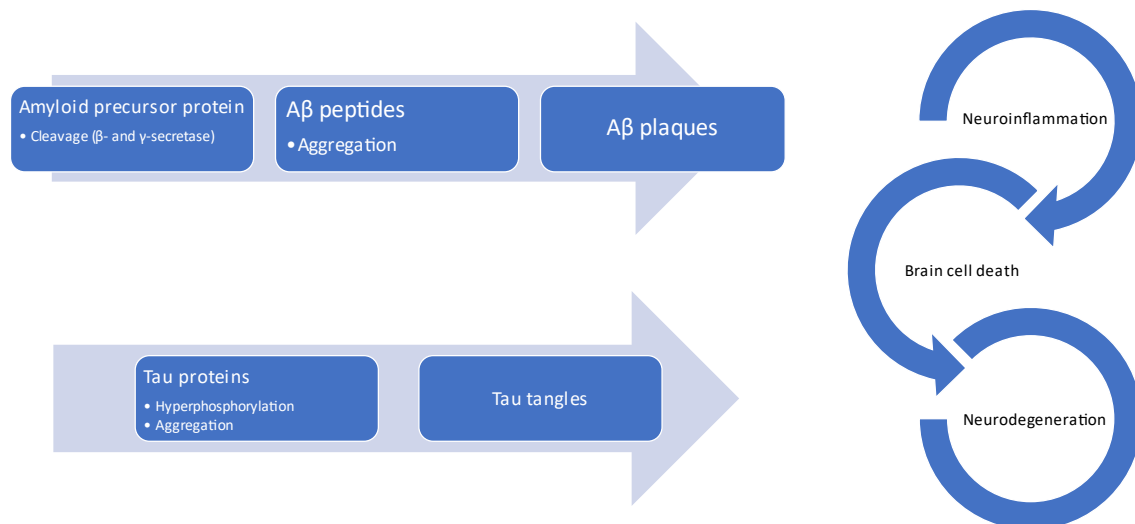 Amyloid precursor protein
• Cleavage (β- and γ-secretase)
Aβ peptides
• Aggregation
Aβ plaques
Neuroinflammation
Brain cell death
Tau proteins
• Hyperphosphorylation
• Aggregation
Tau tangles
Neurodegeneration